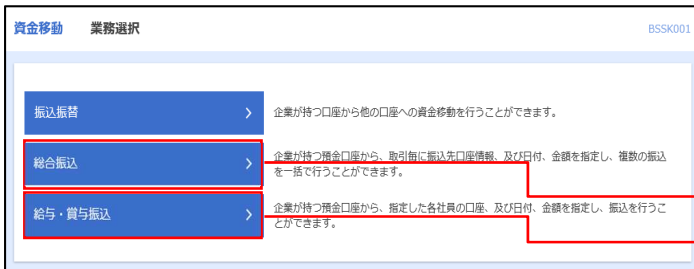 資金移動 業務選択 BSSK001
振込振替 企業が持つ口座から他の口座への資金移動を行うことができます。
総合振込 企業が持つ預金口座から、取引毎に振込先口座情報、及び日付、金額を指定し、複数の振込
を一括で行うことができます。
給与・賞与振込 企業が持つ預金口座から、指定した各社員の口座、及び日付、金額を指定し、振込を行うこ
とができます。